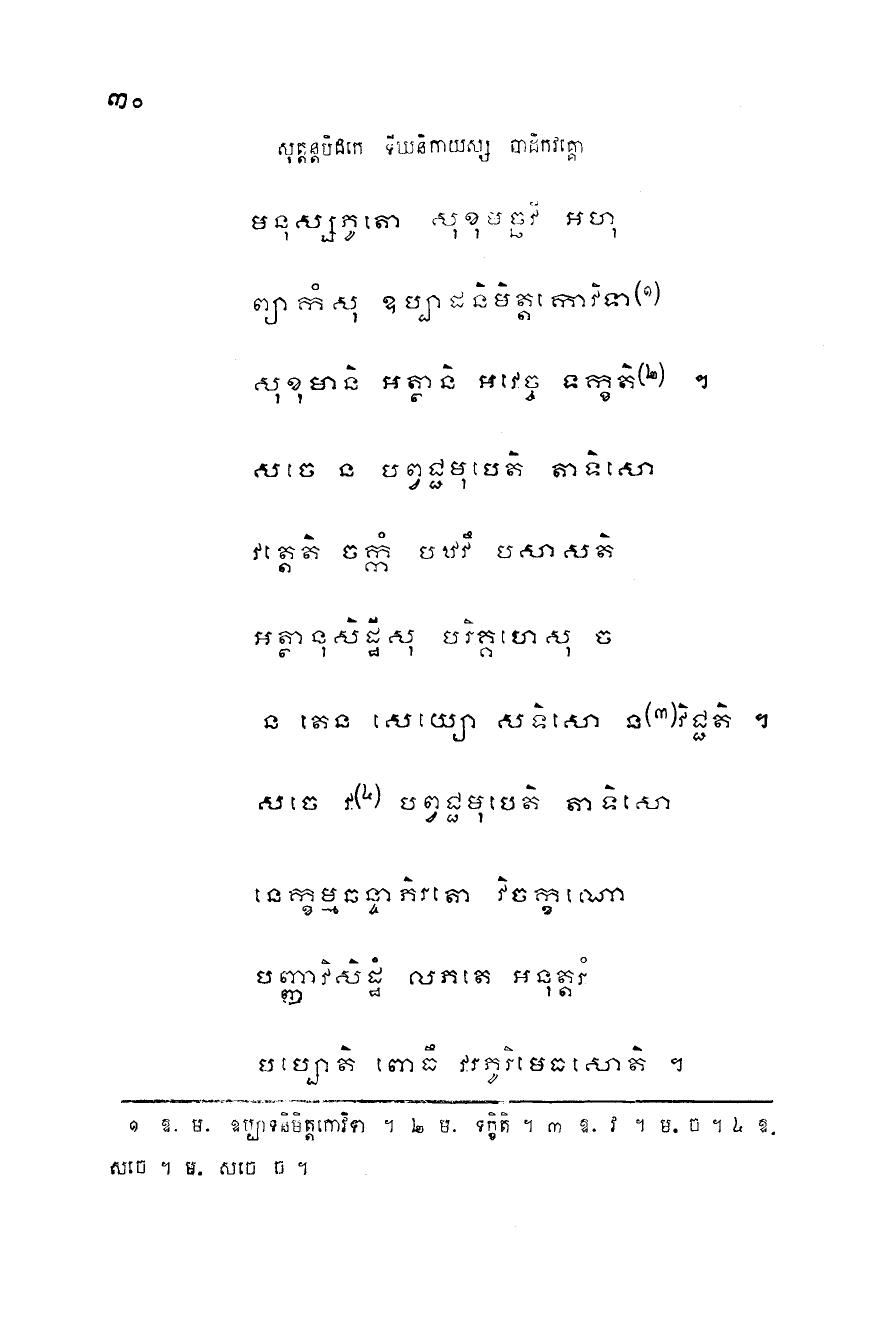 ៣០
សុត្តន្តបិដកេ ទីឃនិកាយស្ស បាដិកវគ្គោ
មនុស្សភូតោ សុខុមច្ឆវី អហុ
ព្យាកំសុ ឧប្បាជនិមិត្តកោវិទា(១)
សុខុមានិ អត្ថានិ អវេច្ច ទក្ខតិ(២) ។
សចេ ន បព្វជ្ជមុបេតិ តាទិសោ
វត្តេតិ ចក្កំ បឋវឹ បសាសតិ
អត្ថានុសិដ្ឋីសុ បរិគ្គហេសុ ច
ន តេន សេយ្យោ សទិសោ ន(៣)វិជ្ជតិ ។
សចេ វ(៤) បព្វជ្ជមុបេតិ តាទិសោ
នេក្ខម្មឆន្ទាភិរតោ វិចក្ខណោ
បញ្ញាវិសិដ្ឋំ លភតេ អនុត្តរំ
បប្បោតិ ពោធឹ វរភូរិមេធសោតិ ។
១ ឱ. ម. ឧប្បាទនិមិត្តកោវិទា ។ ២ ម. ទក្ខិតិ ។ ៣ ឱ. វ ។ ម. ច ។ ៤ ឱ.
សចេ ។ ម. សចេ ច ។